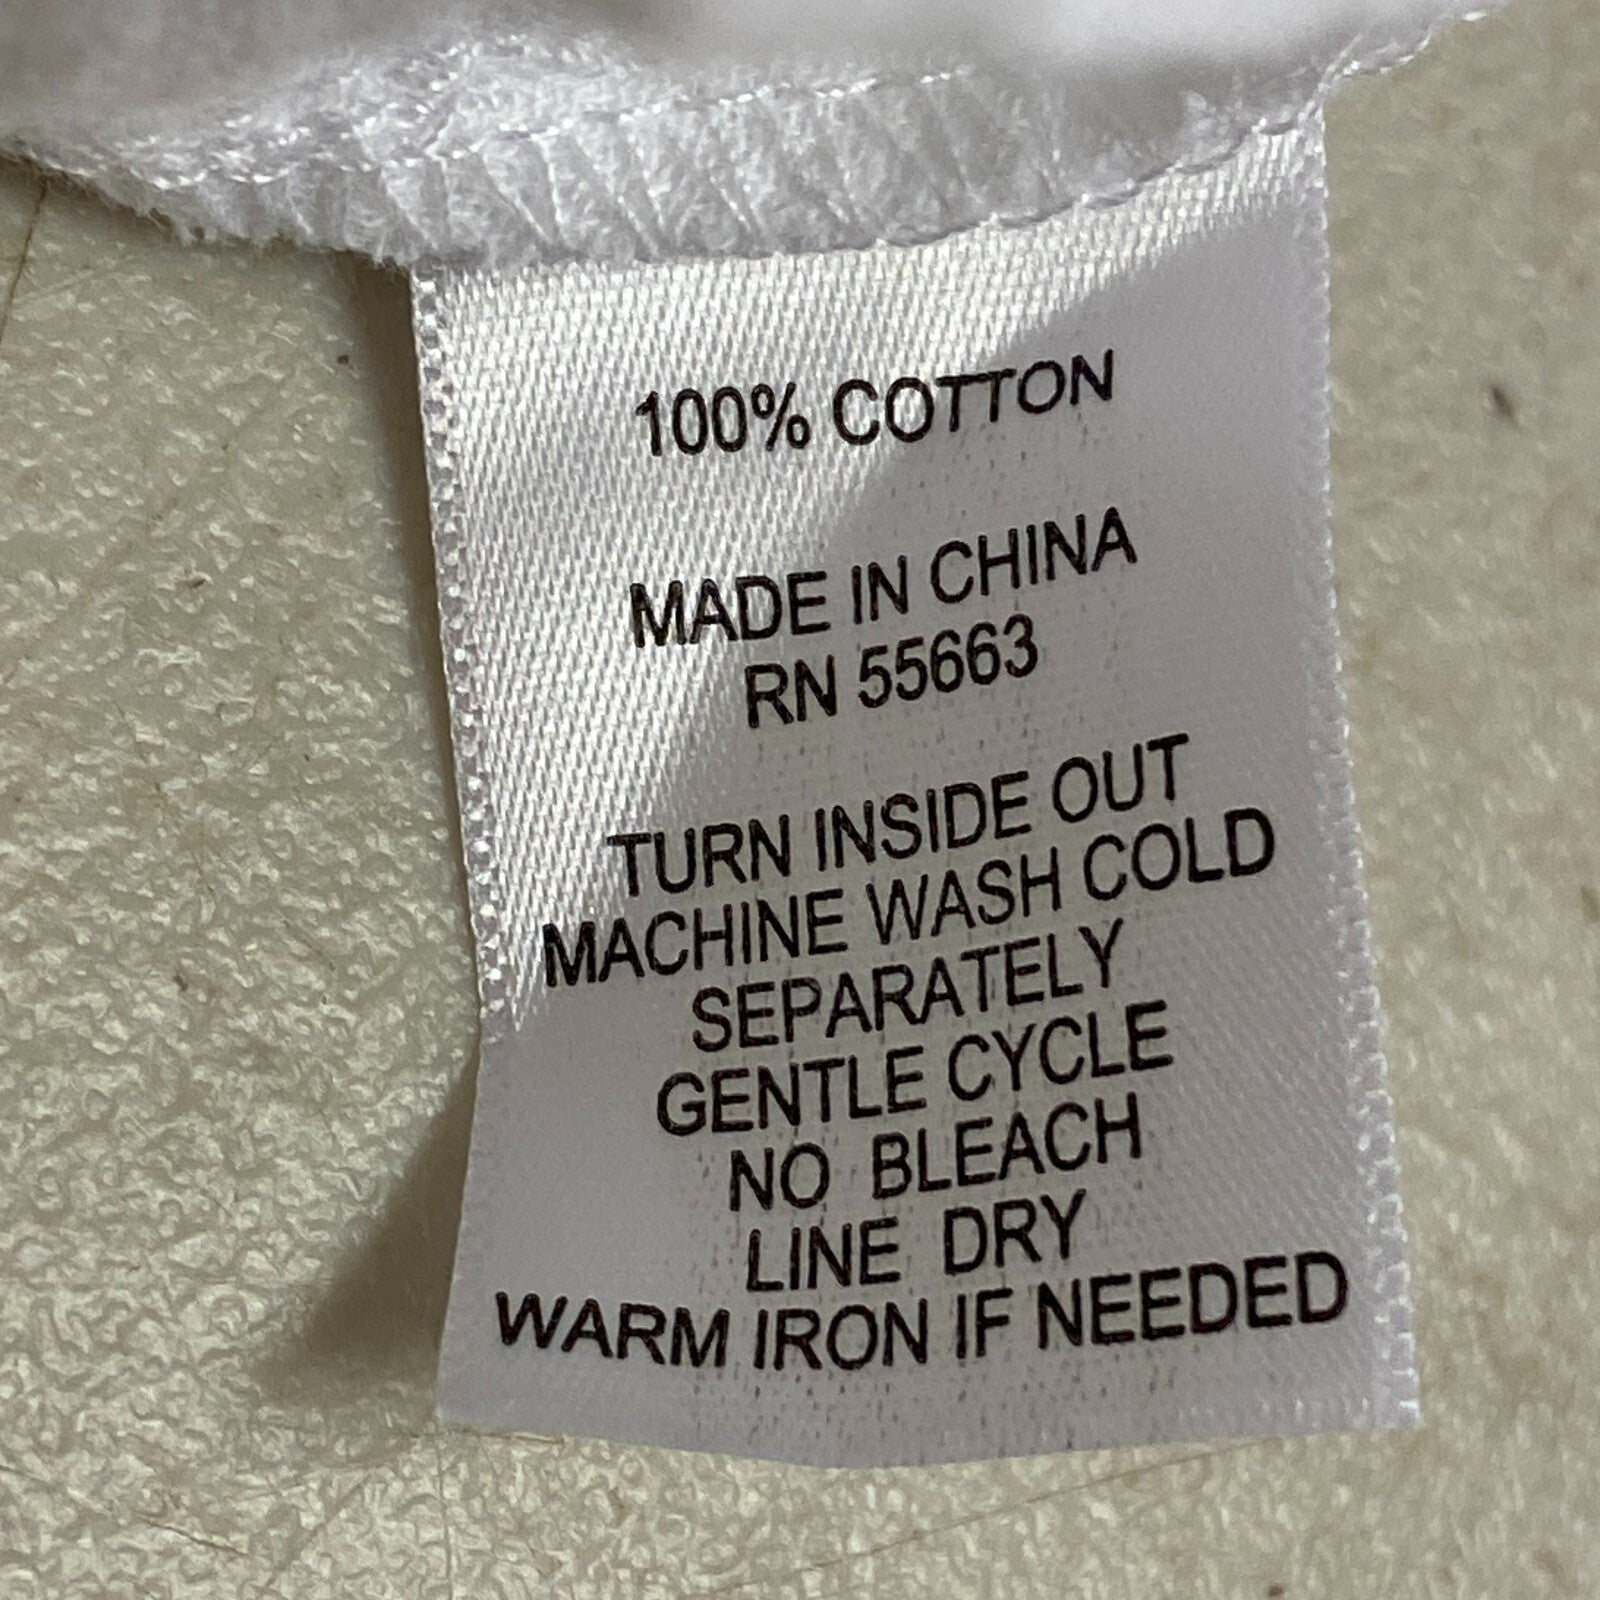 100% COTTON
MADE IN CHINA
RN 55663
TURN INSIDE OUT
MACHINE WASH COLD
SEPARATELY
GENTLE CYCLE
NO BLEACH
LINE DRY
WARM IRON IF NEEDED